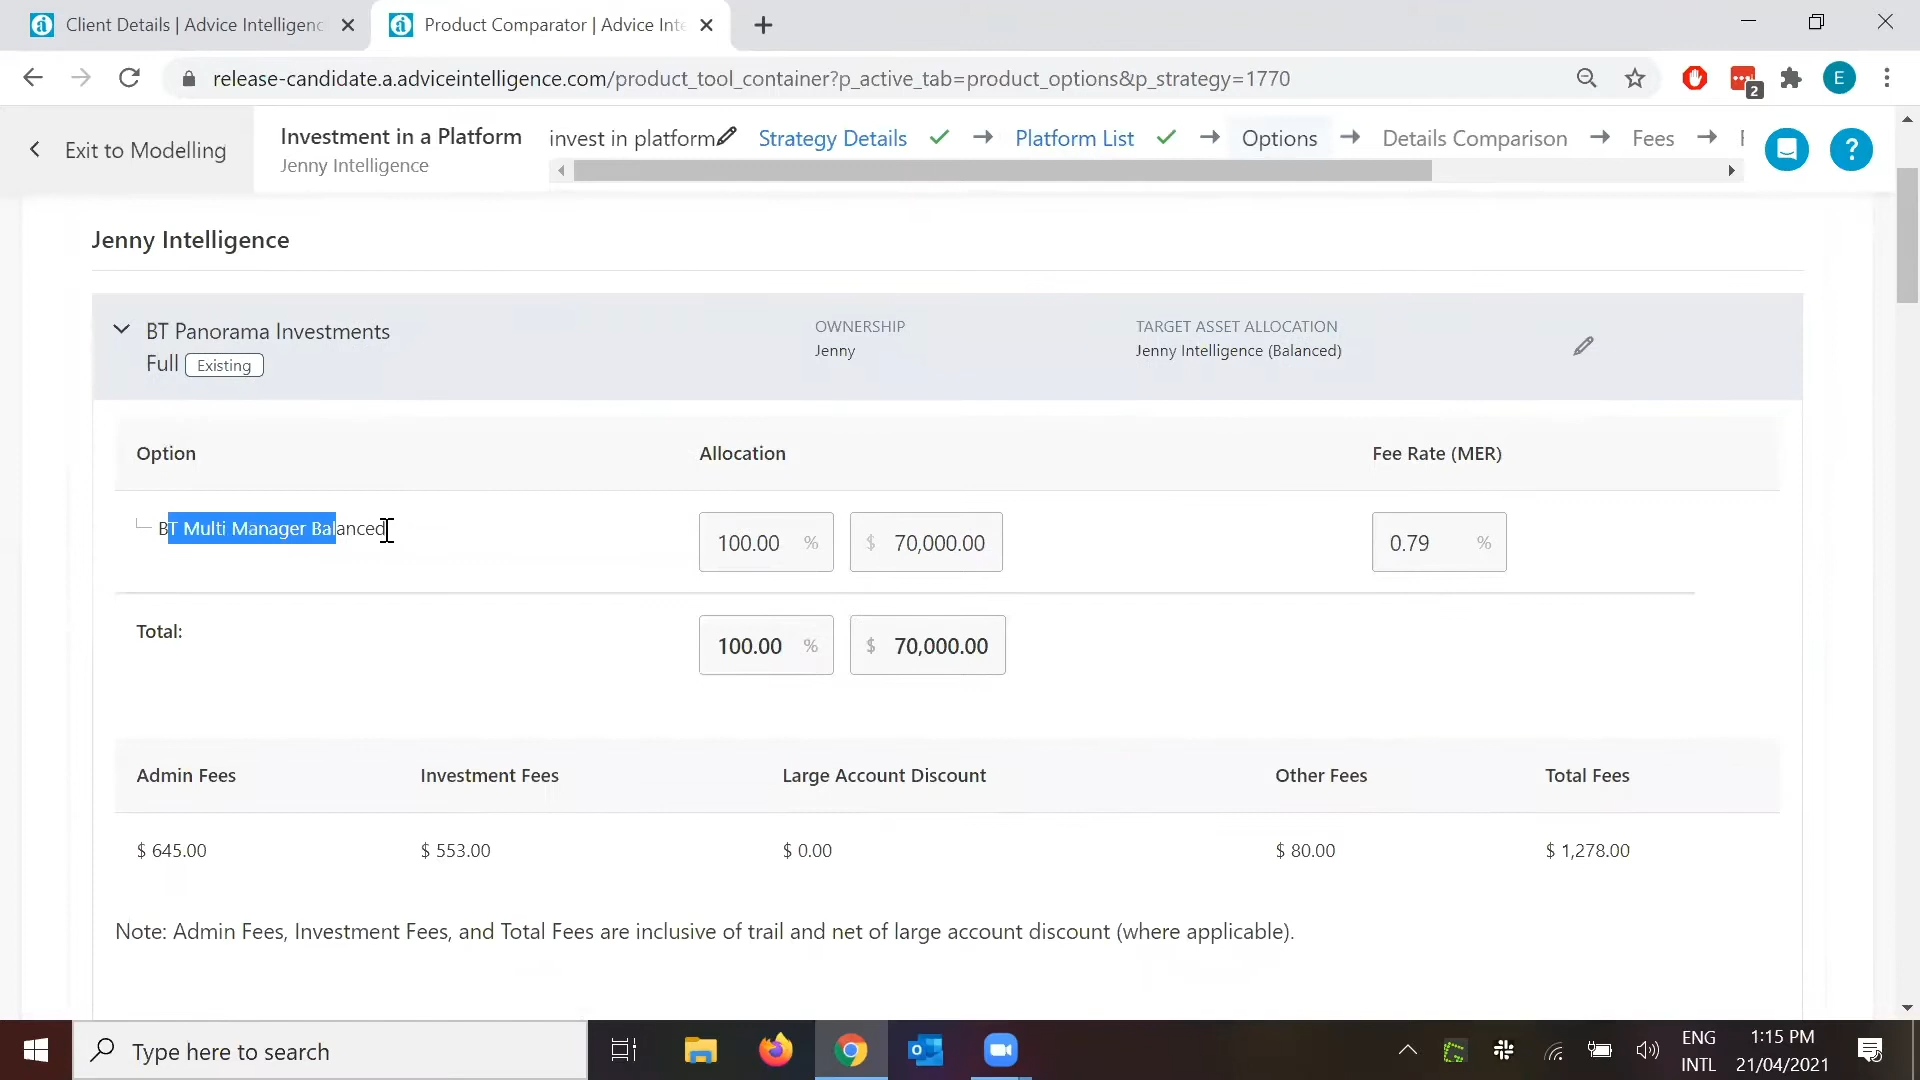 Client Details | Advice Intelligenc
Product Comparator | Advice Inte
release-candidate.a.adviceintelligence.com/product_tool_container?p_active_tab=product_options&p_strategy=1770
2
E
Exit to Modelling
Investment in a Platform
Jenny Intelligence
invest in platform
Strategy Details
Platform List
Options
Details Comparison
Fees
?
Jenny Intelligence
BT Panorama Investments
Full Existing
OWNERSHIP
Jenny
TARGET ASSET ALLOCATION
Jenny Intelligence (Balanced)
Option Allocation Fee Rate (MER)
BT Multi Manager Balanced 100.00 % $ 70,000.00 0.79 %
Total: 100.00 % $ 70,000.00
Admin Fees Investment Fees Large Account Discount Other Fees Total Fees
$ 645.00 $ 553.00 $ 0.00 $ 80.00 $ 1,278.00
Note: Admin Fees, Investment Fees, and Total Fees are inclusive of trail and net of large account discount (where applicable).
Type here to search
ENG
INTL
1:15 PM
21/04/2021